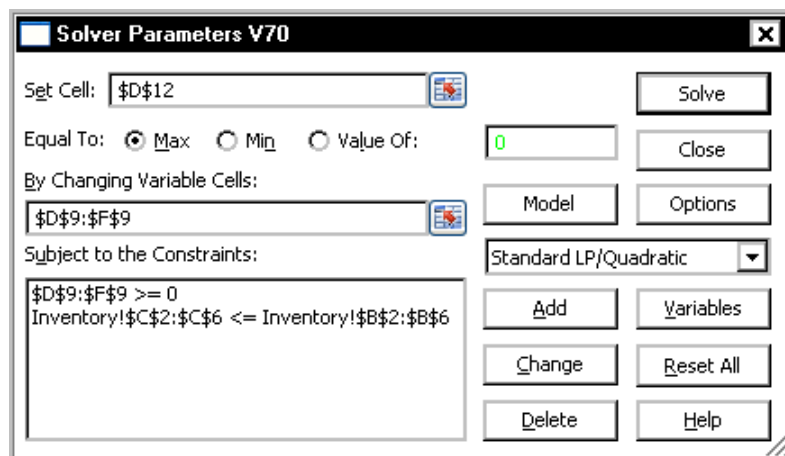 Solver Parameters V70
Set Cell: $D$12
Solve
Equal To: Max Min Value Of: 0
Close
By Changing Variable Cells:
$D$9:$F$9
Model Options
Subject to the Constraints:
Standard LP/Quadratic
$D$9:$F$9 >= 0
Inventory!$C$2:$C$6 <= Inventory!$B$2:$B$6
Add Variables
Change Reset All
Delete Help